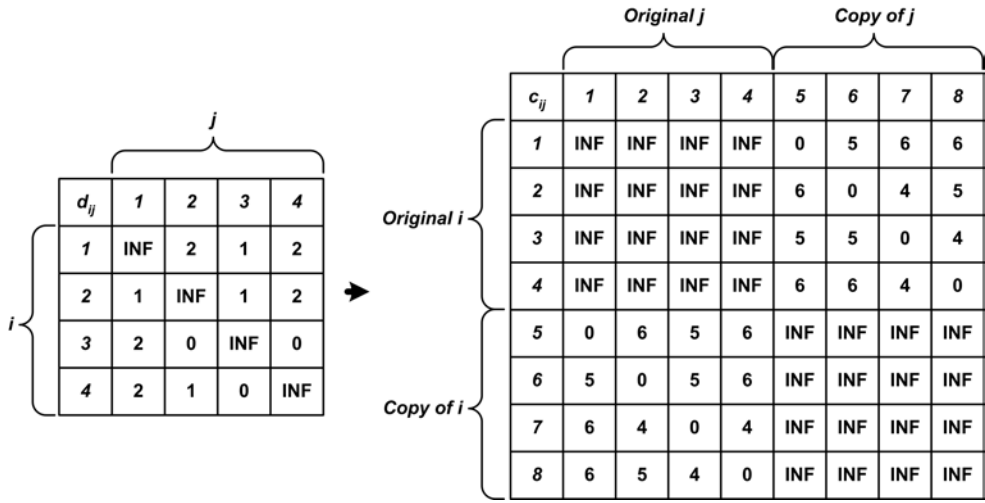 Original j Copy of j
c_ij 1 2 3 4 5 6 7 8
1 INF INF INF INF 0 5 6 6
2 INF INF INF INF 6 0 4 5
3 INF INF INF INF 5 5 0 4
4 INF INF INF INF 6 6 4 0
5 0 6 5 6 INF INF INF INF
6 5 0 5 6 INF INF INF INF
7 6 4 0 4 INF INF INF INF
8 6 5 4 0 INF INF INF INF
Original i
Copy of i
j
d_ij 1 2 3 4
1 INF 2 1 2
2 1 INF 1 2
3 2 0 INF 0
4 2 1 0 INF
i